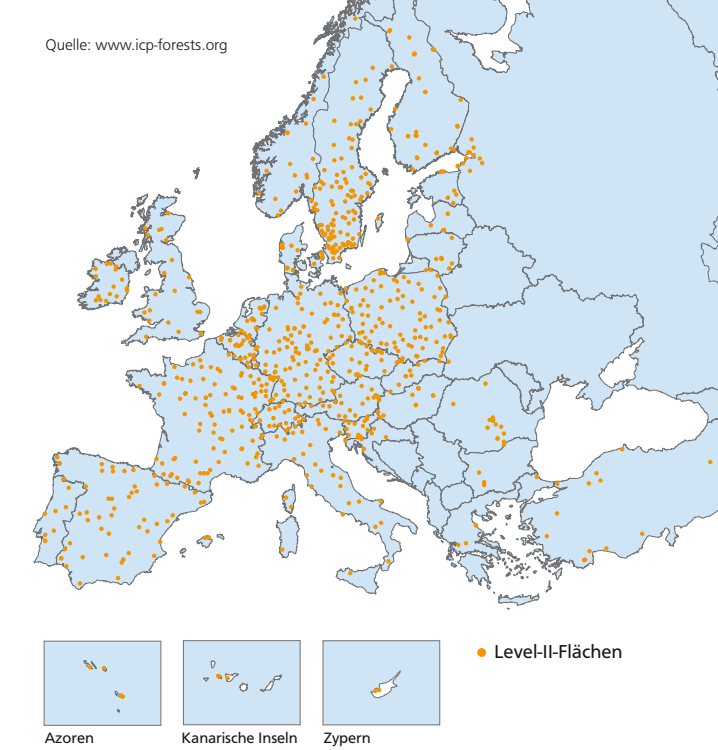 Quelle: www.icp-forests.org
Level-II-Flächen
Azoren
Kanarische Inseln
Zypern